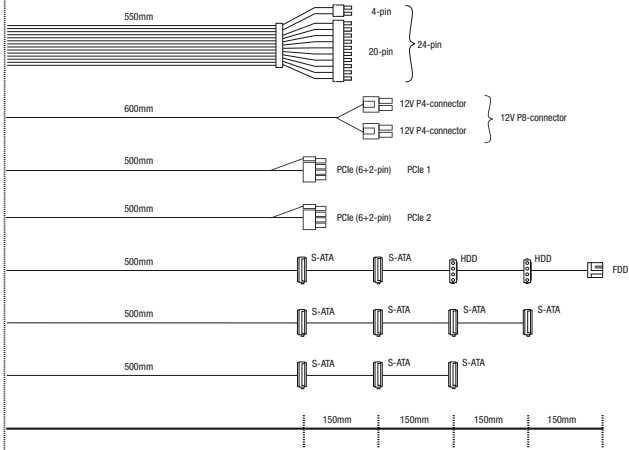 550mm
4-pin
20-pin
24-pin
600mm
12V P4-connector
12V P4-connector
12V P8-connector
500mm
PCIe (6+2-pin) PCIe 1
500mm
PCIe (6+2-pin) PCIe 2
500mm S-ATA S-ATA HDD HDD FDD
500mm S-ATA S-ATA S-ATA S-ATA
500mm S-ATA S-ATA S-ATA
150mm 150mm 150mm 150mm